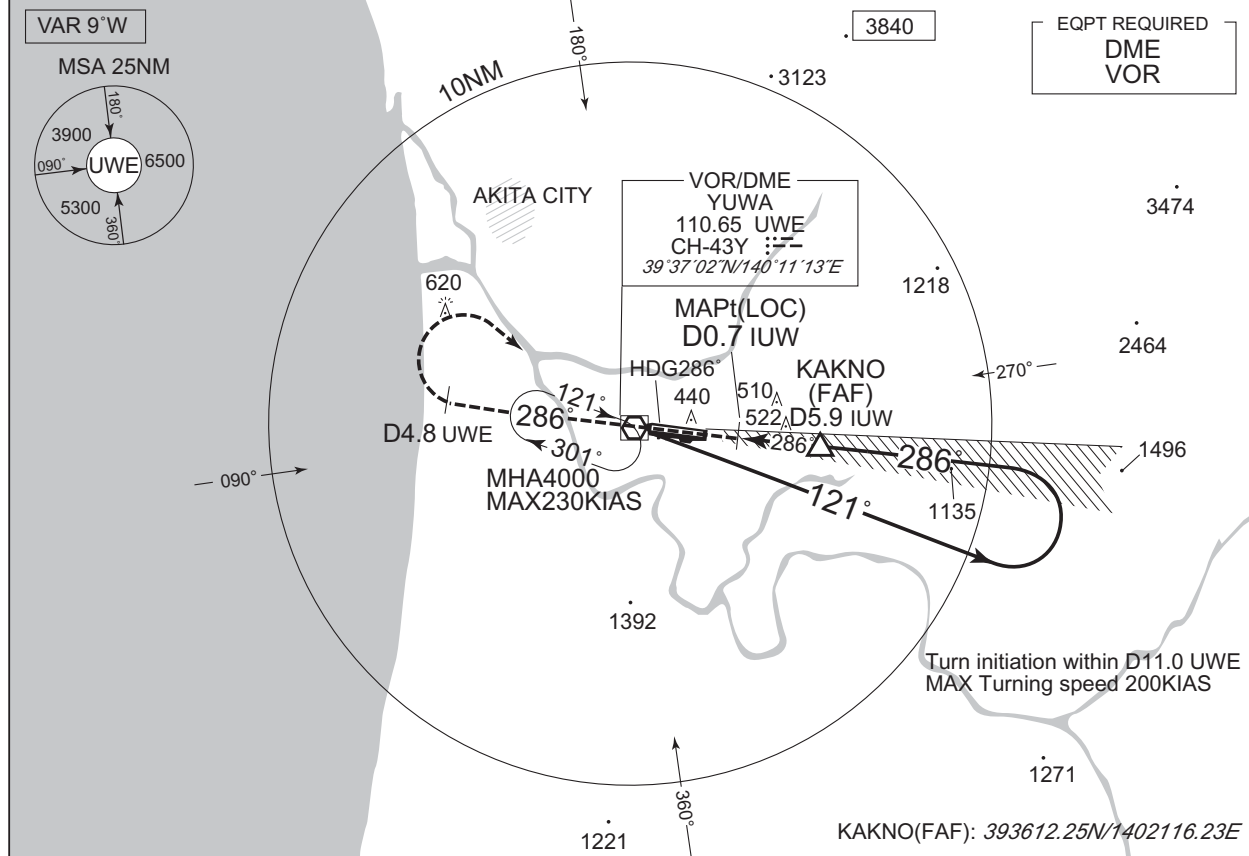 VAR 9°W
MSA 25NM
180°
3900
090°
UWE
6500
5300
360°
10NM
180°
3840
3123
EQPT REQUIRED
DME
VOR
AKITA CITY
VOR/DME
YUWA
110.65 UWE
CH-43Y
39°37′02″N/140°11′13″E
3474
1218
2464
620
MAPt(LOC)
D0.7 IUW
HDG286°
440
510
522
KAKNO
(FAF)
D5.9 IUW
270°
121°
286°
D4.8 UWE
301°
286°
286°
1496
090°
MHA4000
MAX230KIAS
121°
1135
1392
Turn initiation within D11.0 UWE
MAX Turning speed 200KIAS
1271
360°
1221
KAKNO(FAF): 393612.25N/1402116.23E